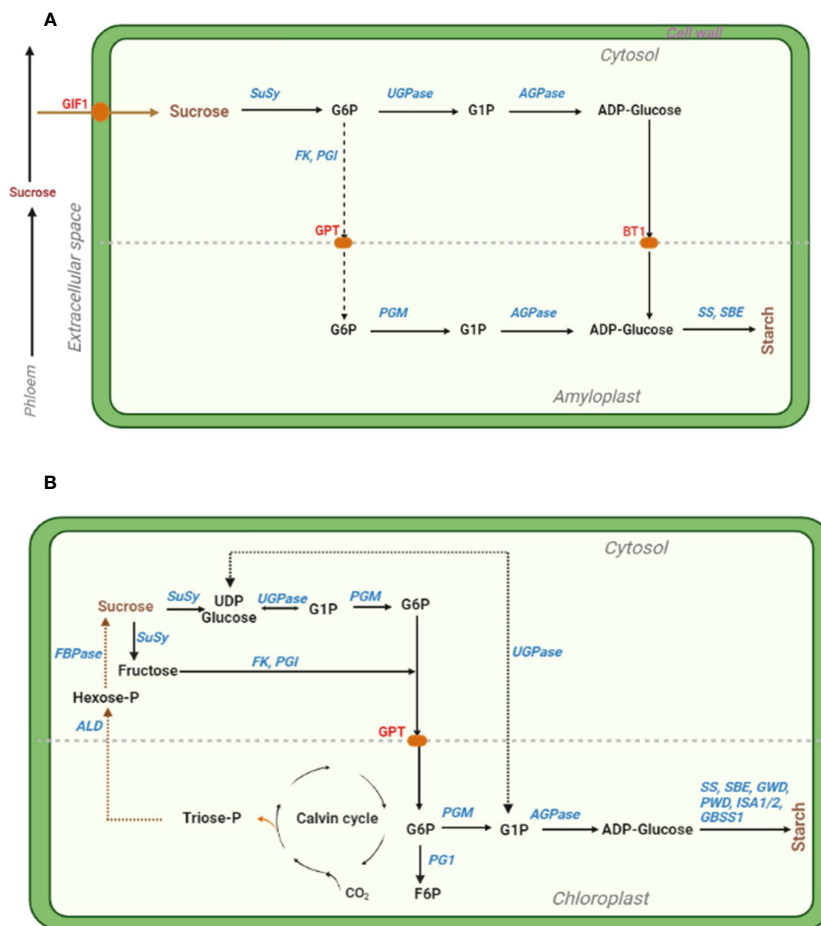 A
Cell wall
Cytosol
GIF1
Sucrose
SuSy
G6P
UGPase
G1P
AGPase
ADP-Glucose
FK, PGI
Sucrose
Extracellular space
GPT
BT1
G6P
PGM
G1P
AGPase
ADP-Glucose
SS, SBE
Starch
Phloem
Amyloplast
B
Cytosol
Sucrose
SuSy
UDP
Glucose
UGPase
G1P
PGM
G6P
SuSy
FBPase
Fructose
FK, PGI
UGPase
Hexose-P
ALD
GPT
Triose-P
Calvin cycle
G6P
PGM
G1P
AGPase
ADP-Glucose
SS, SBE, GWD,
PWD, ISA1/2,
GBSS1
Starch
PG1
CO₂
F6P
Chloroplast